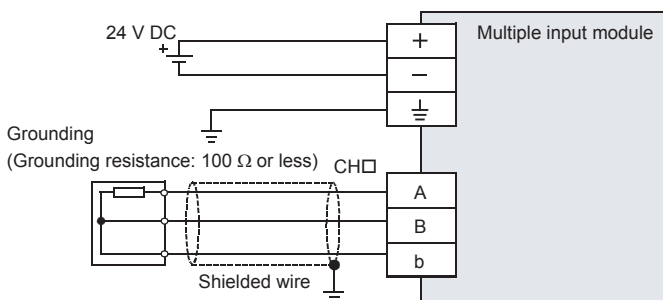 24 V DC
+
+
Multiple input module
−
Grounding
(Grounding resistance: 100 Ω or less)
CH□
A
B
b
Shielded wire